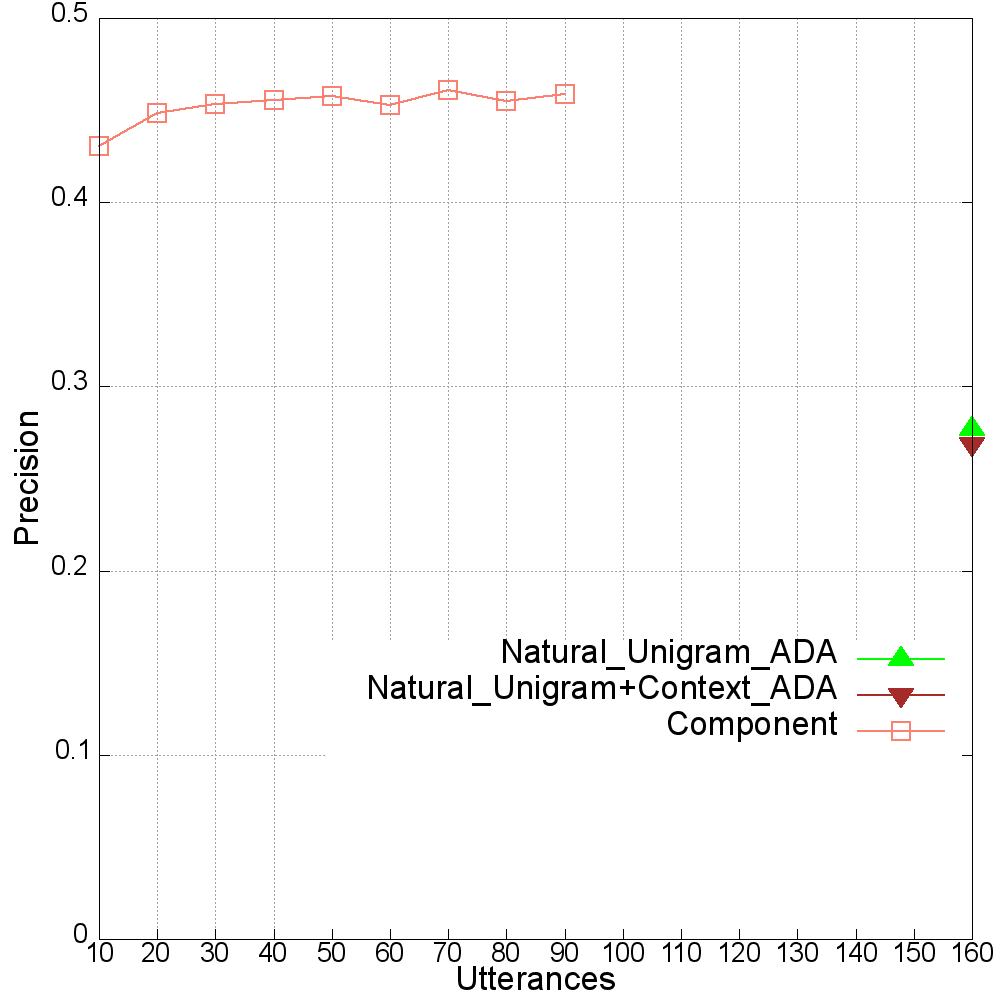 0.5
0.4
0.3
0.2
0.1
0
Precision
Natural_Unigram_ADA
Natural_Unigram+Context_ADA
Component
10 20 30 40 50 60 70 80 90 100 110 120 130 140 150 160
Utterances